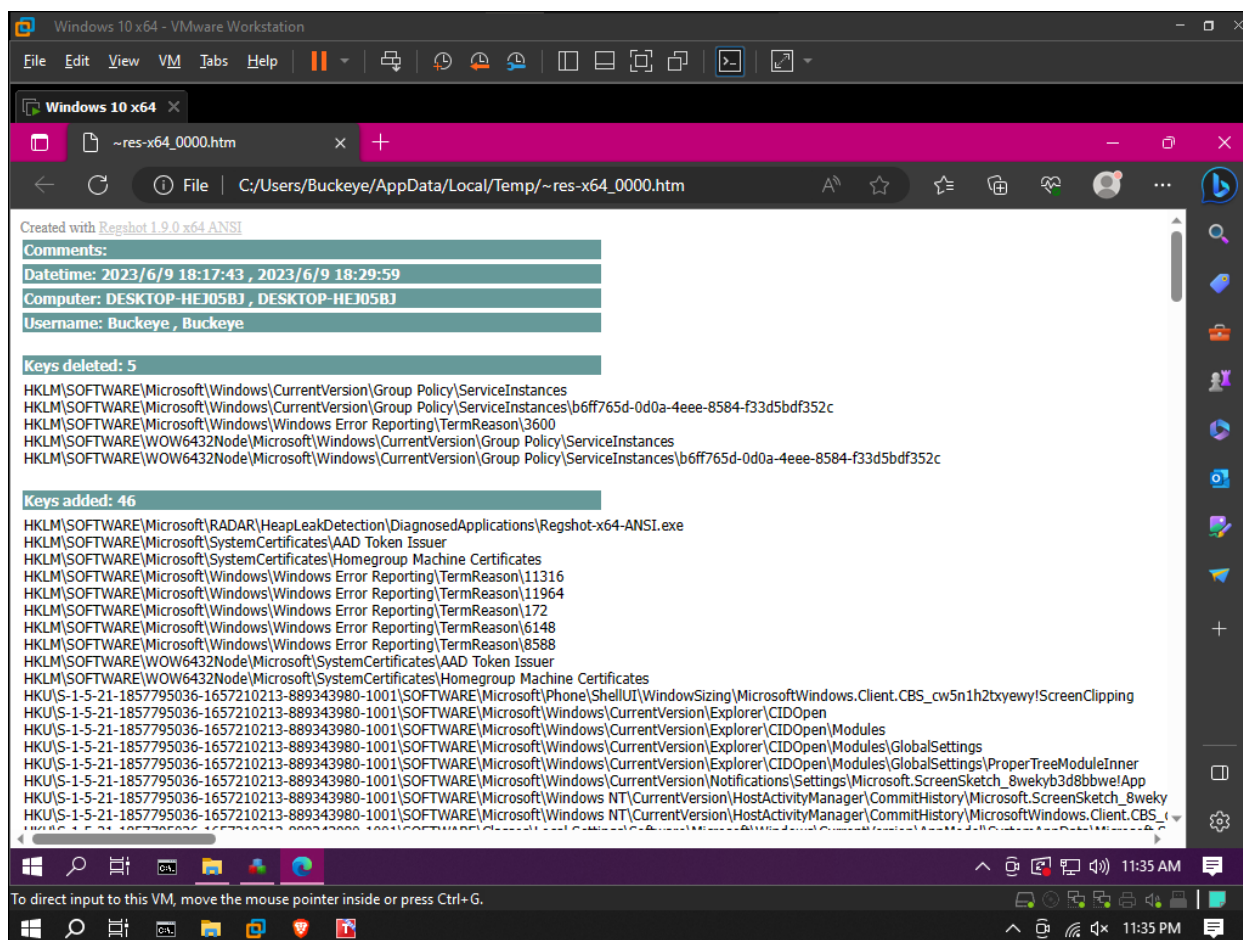 Windows 10 x64 - VMware Workstation
File Edit View VM Tabs Help
Windows 10 x64
~res-x64_0000.htm
File C:/Users/Buckeye/AppData/Local/Temp/~res-x64_0000.htm
Created with Regshot 1.9.0 x64 ANSI
Comments:
Datetime: 2023/6/9 18:17:43 , 2023/6/9 18:29:59
Computer: DESKTOP-HEJ05BJ , DESKTOP-HEJ05BJ
Username: Buckeye , Buckeye
Keys deleted: 5
HKLM\SOFTWARE\Microsoft\Windows\CurrentVersion\Group Policy\ServiceInstances
HKLM\SOFTWARE\Microsoft\Windows\CurrentVersion\Group Policy\ServiceInstances\b6ff765d-0d0a-4eee-8584-f33d5bdf352c
HKLM\SOFTWARE\Microsoft\Windows\Windows Error Reporting\TermReason\3600
HKLM\SOFTWARE\WOW6432Node\Microsoft\Windows\CurrentVersion\Group Policy\ServiceInstances
HKLM\SOFTWARE\WOW6432Node\Microsoft\Windows\CurrentVersion\Group Policy\ServiceInstances\b6ff765d-0d0a-4eee-8584-f33d5bdf352c
Keys added: 46
HKLM\SOFTWARE\Microsoft\RADAR\HeapLeakDetection\DiagnosedApplications\Regshot-x64-ANSI.exe
HKLM\SOFTWARE\Microsoft\SystemCertificates\AAD Token Issuer
HKLM\SOFTWARE\Microsoft\SystemCertificates\Homegroup Machine Certificates
HKLM\SOFTWARE\Microsoft\Windows\Windows Error Reporting\TermReason\11316
HKLM\SOFTWARE\Microsoft\Windows\Windows Error Reporting\TermReason\11964
HKLM\SOFTWARE\Microsoft\Windows\Windows Error Reporting\TermReason\172
HKLM\SOFTWARE\Microsoft\Windows\Windows Error Reporting\TermReason\6148
HKLM\SOFTWARE\Microsoft\Windows\Windows Error Reporting\TermReason\8588
HKLM\SOFTWARE\WOW6432Node\Microsoft\SystemCertificates\AAD Token Issuer
HKLM\SOFTWARE\WOW6432Node\Microsoft\SystemCertificates\Homegroup Machine Certificates
HKU\S-1-5-21-1857795036-1657210213-889343980-1001\SOFTWARE\Microsoft\Phone\ShellUI\WindowSizing\MicrosoftWindows.Client.CBS_cw5n1h2txyewy!ScreenClipping
HKU\S-1-5-21-1857795036-1657210213-889343980-1001\SOFTWARE\Microsoft\Windows\CurrentVersion\Explorer\CIDOpen
HKU\S-1-5-21-1857795036-1657210213-889343980-1001\SOFTWARE\Microsoft\Windows\CurrentVersion\Explorer\CIDOpen\Modules
HKU\S-1-5-21-1857795036-1657210213-889343980-1001\SOFTWARE\Microsoft\Windows\CurrentVersion\Explorer\CIDOpen\Modules\GlobalSettings
HKU\S-1-5-21-1857795036-1657210213-889343980-1001\SOFTWARE\Microsoft\Windows\CurrentVersion\Explorer\CIDOpen\Modules\GlobalSettings\ProperTreeModuleInner
HKU\S-1-5-21-1857795036-1657210213-889343980-1001\SOFTWARE\Microsoft\Windows\CurrentVersion\Notifications\Settings\Microsoft.ScreenSketch_8wekyb3d8bbwe!App
HKU\S-1-5-21-1857795036-1657210213-889343980-1001\SOFTWARE\Microsoft\Windows NT\CurrentVersion\HostActivityManager\CommitHistory\Microsoft.ScreenSketch_8weky
HKU\S-1-5-21-1857795036-1657210213-889343980-1001\SOFTWARE\Microsoft\Windows NT\CurrentVersion\HostActivityManager\CommitHistory\MicrosoftWindows.Client.CBS_
11:35 AM
To direct input to this VM, move the mouse pointer inside or press Ctrl+G.
11:35 PM